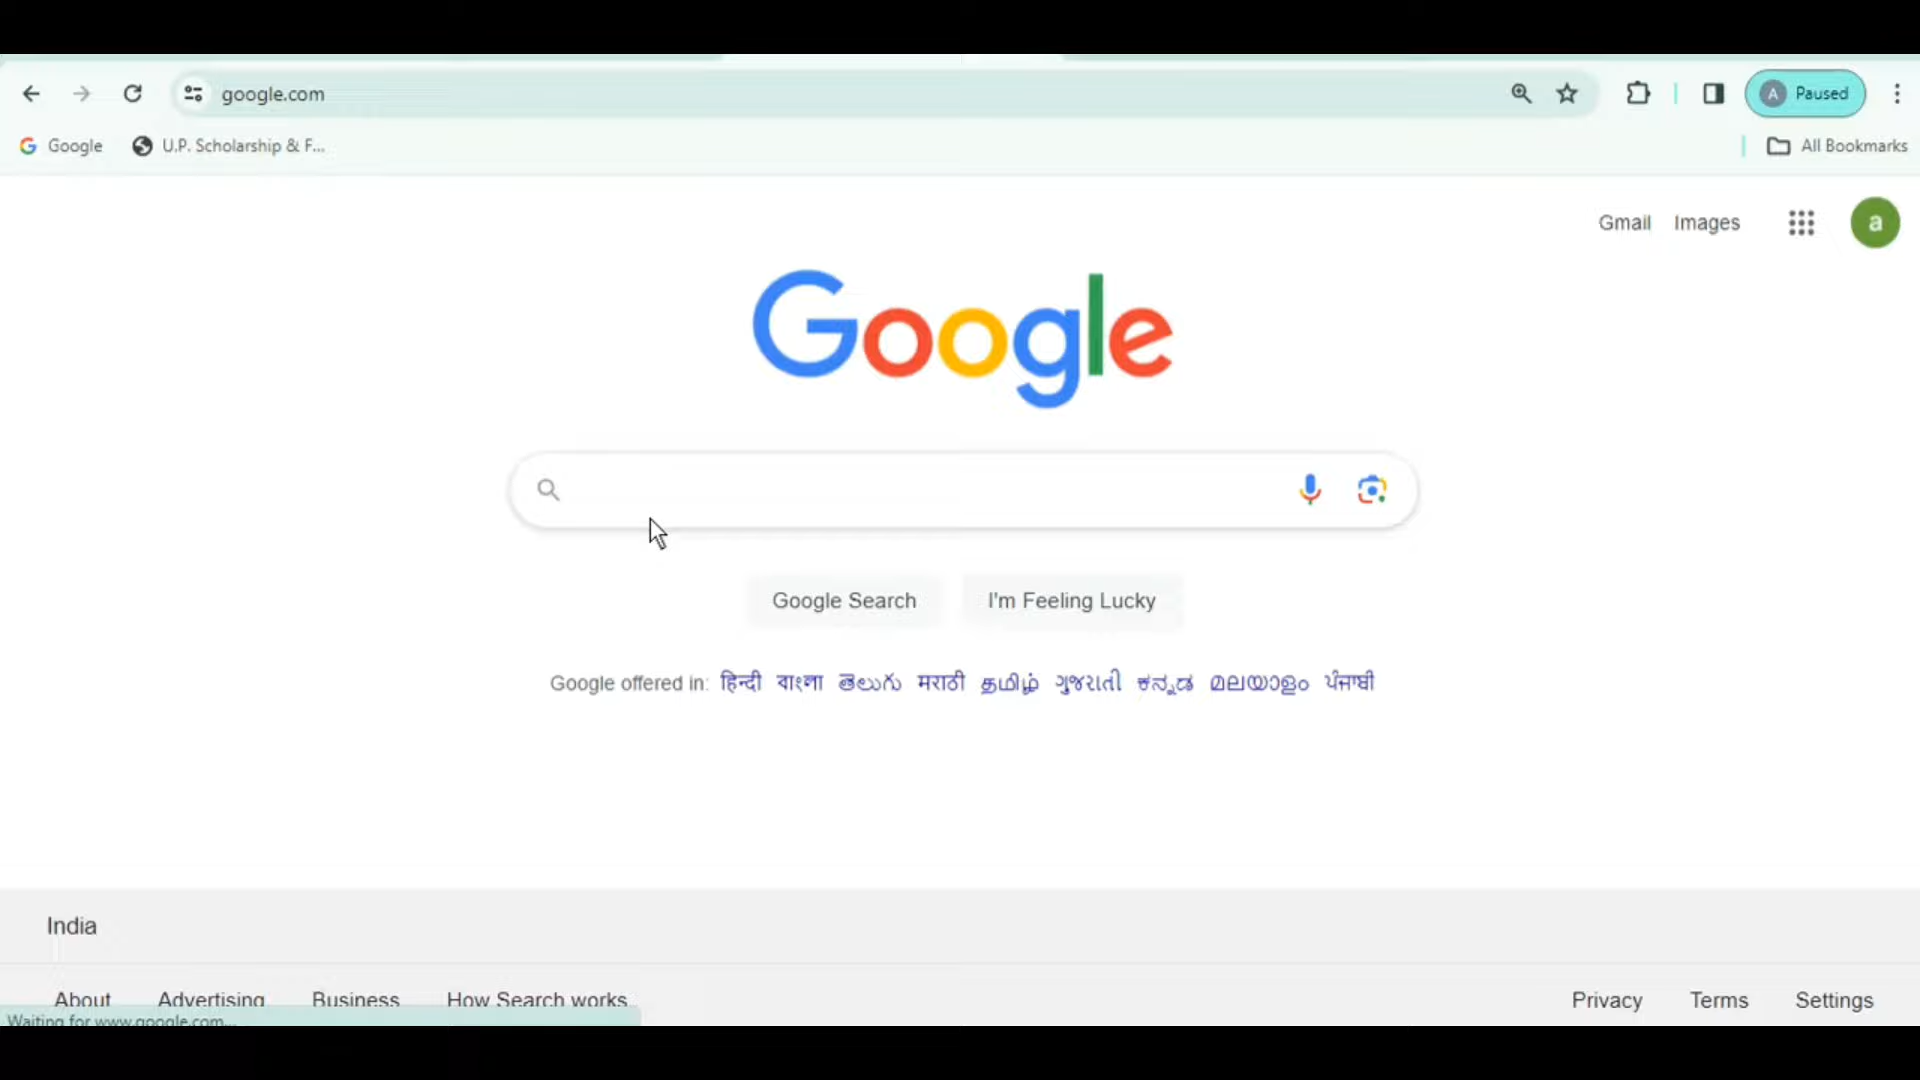 google.com
A Paused
Google U.P. Scholarship & F... All Bookmarks
Gmail Images a
Google
Google Search I'm Feeling Lucky
Google offered in: हिन्दी বাংলা తెలుగు मराठी தமிழ் ગુજરાતી ಕನ್ನಡ മലയാളം ਪੰਜਾਬੀ
India
About Advertising Business How Search works Privacy Terms Settings
Waiting for www.google.com...